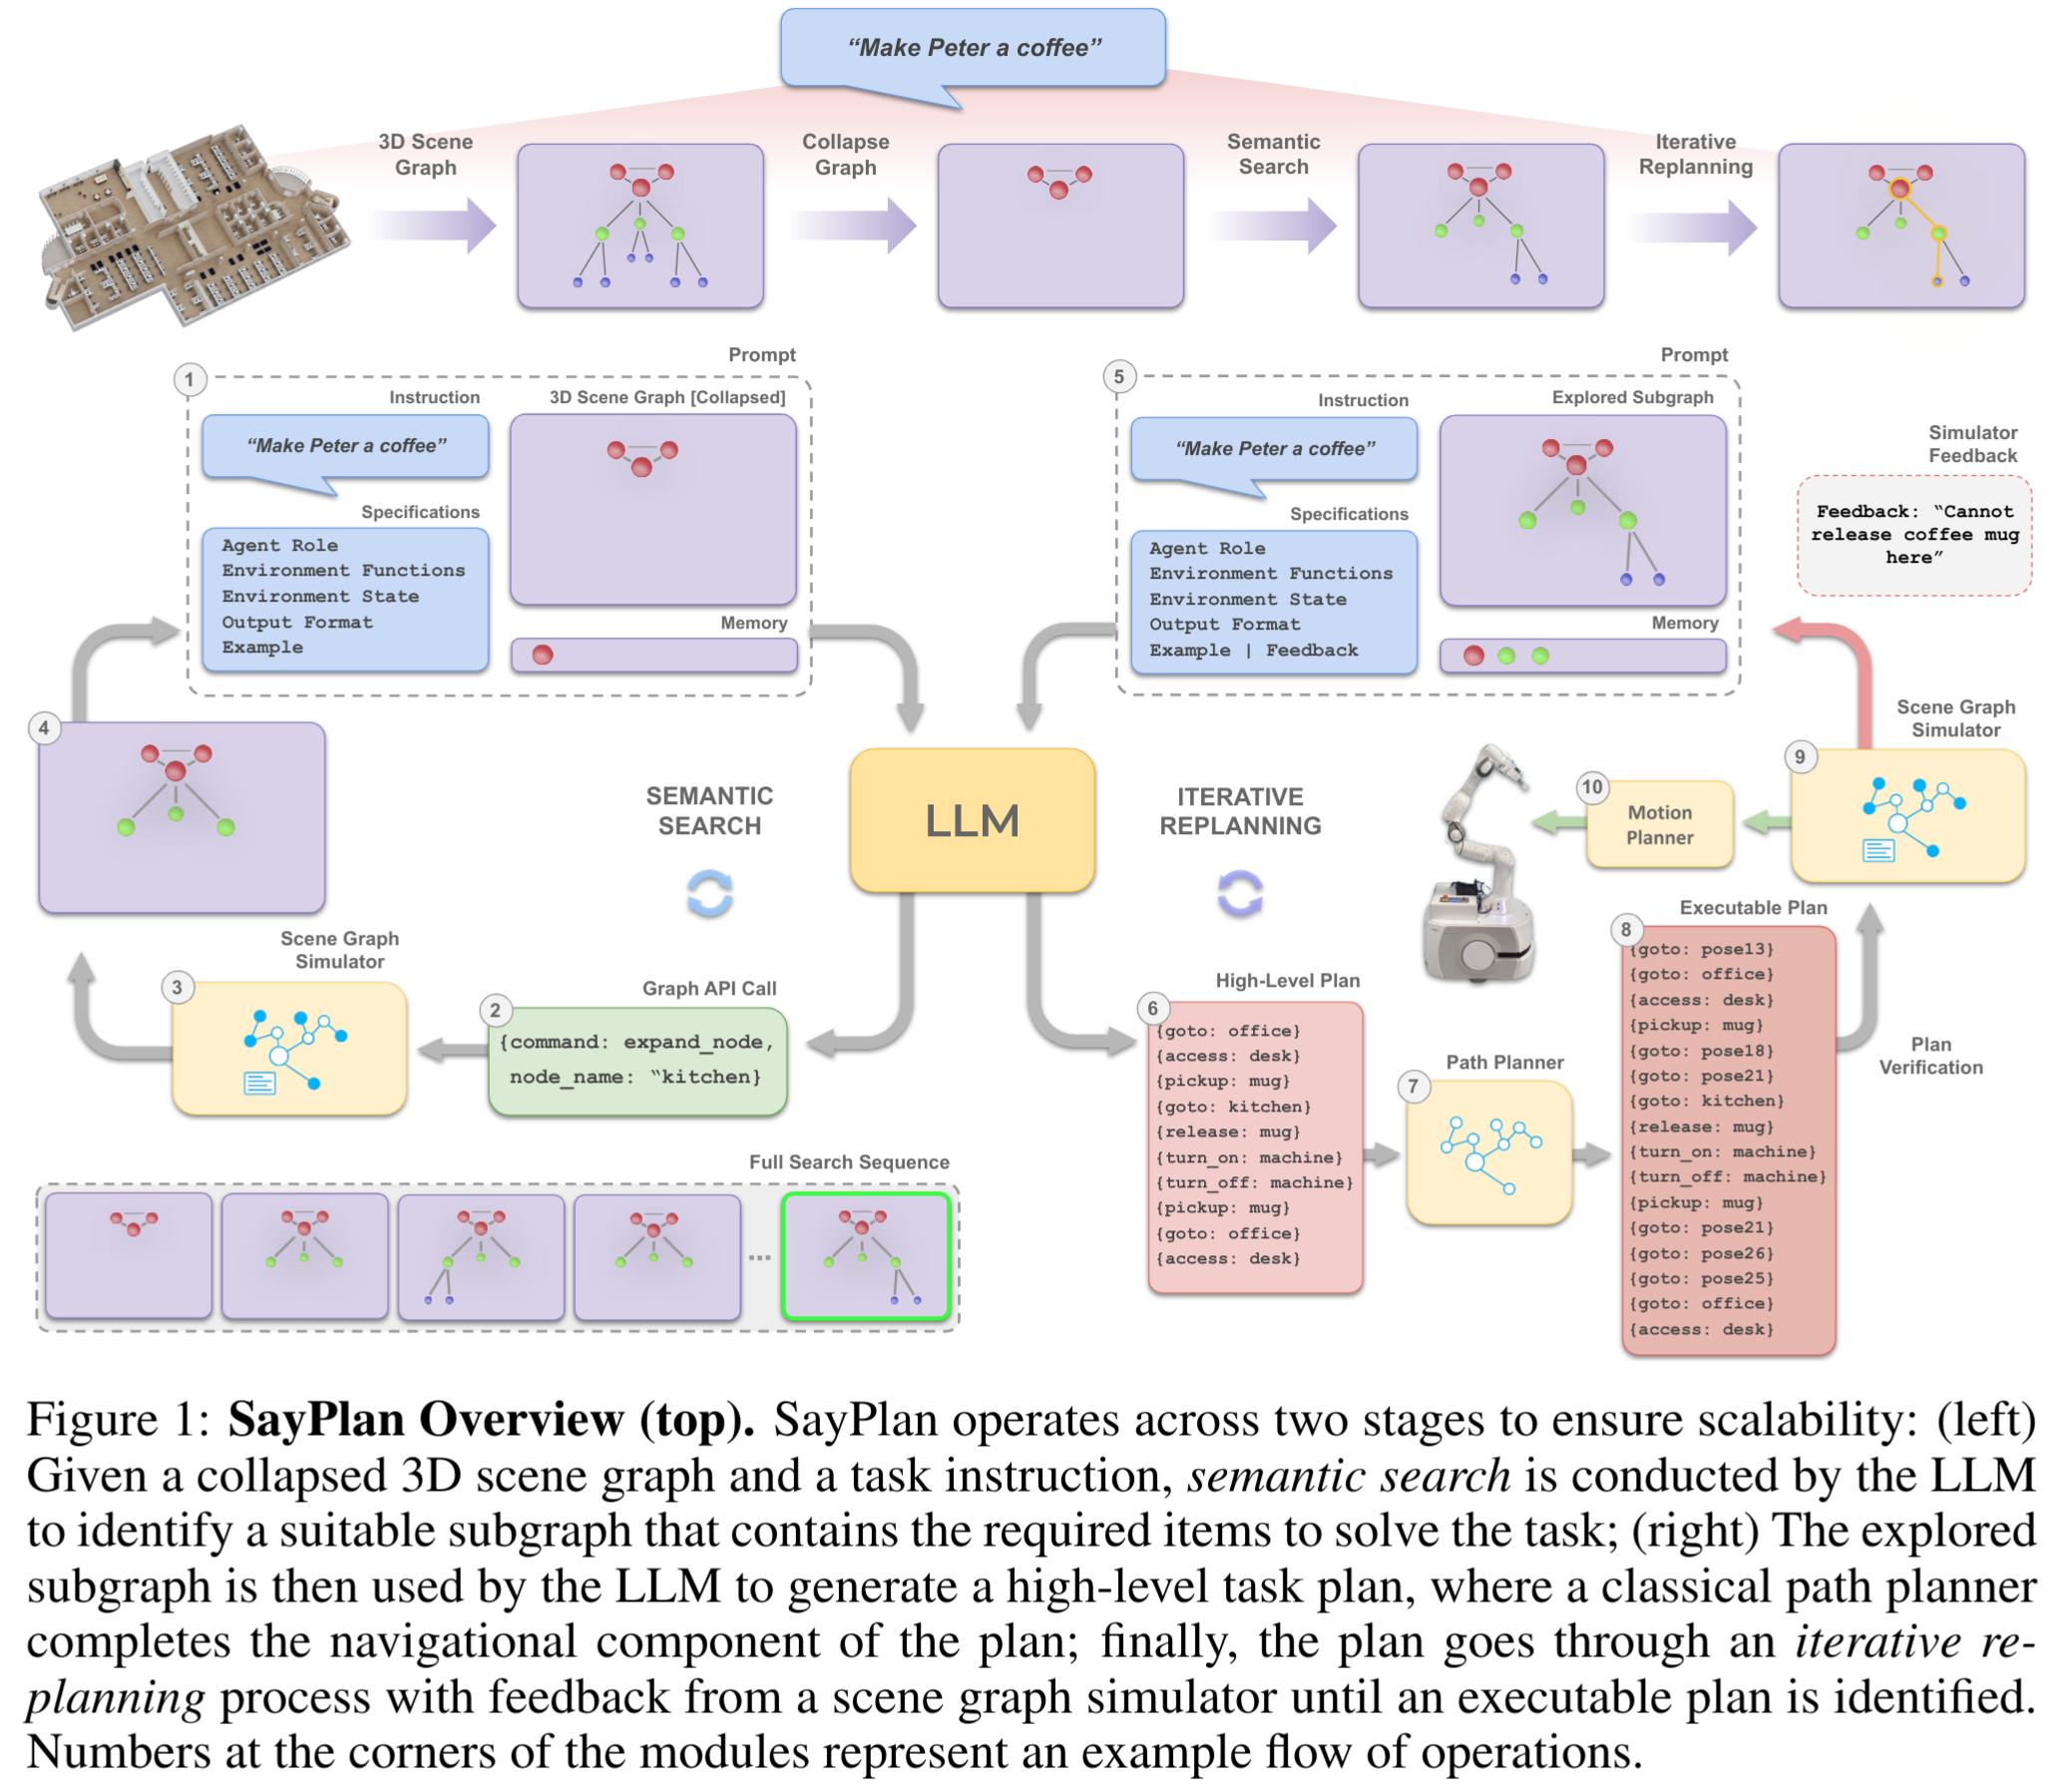 “Make Peter a coffee”
3D Scene
Graph
Collapse
Graph
Semantic
Search
Iterative
Replanning
1
Prompt
Instruction
3D Scene Graph [Collapsed]
“Make Peter a coffee”
Specifications
Agent Role
Environment Functions
Environment State
Output Format
Example
Memory
5
Prompt
Instruction
Explored Subgraph
“Make Peter a coffee”
Specifications
Agent Role
Environment Functions
Environment State
Output Format
Example | Feedback
Memory
Simulator
Feedback
Feedback: “Cannot
release coffee mug
here”
4
SEMANTIC
SEARCH
LLM
ITERATIVE
REPLANNING
10
Motion
Planner
Scene Graph
Simulator
9
Scene Graph
Simulator
3
Graph API Call
2
{command: expand_node,
node_name: “kitchen}
High-Level Plan
6
{goto: office}
{access: desk}
{pickup: mug}
{goto: kitchen}
{release: mug}
{turn_on: machine}
{turn_off: machine}
{pickup: mug}
{goto: office}
{access: desk}
Path Planner
7
Executable Plan
8
{goto: pose13}
{goto: office}
{access: desk}
{pickup: mug}
{goto: pose18}
{goto: pose21}
{goto: kitchen}
{release: mug}
{turn_on: machine}
{turn_off: machine}
{pickup: mug}
{goto: pose21}
{goto: pose26}
{goto: pose25}
{goto: office}
{access: desk}
Plan
Verification
Full Search Sequence
...
Figure 1: SayPlan Overview (top). SayPlan operates across two stages to ensure scalability: (left)
Given a collapsed 3D scene graph and a task instruction, semantic search is conducted by the LLM
to identify a suitable subgraph that contains the required items to solve the task; (right) The explored
subgraph is then used by the LLM to generate a high-level task plan, where a classical path planner
completes the navigational component of the plan; finally, the plan goes through an iterative re-
planning process with feedback from a scene graph simulator until an executable plan is identified.
Numbers at the corners of the modules represent an example flow of operations.